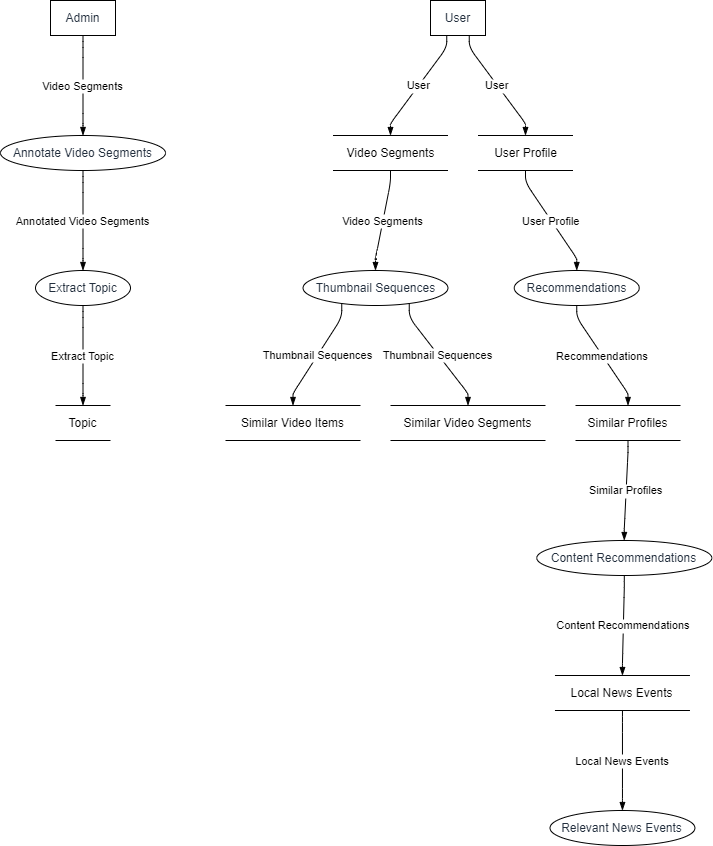 Admin
User
Video Segments
User
User
Annotate Video Segments
Video Segments
User Profile
Annotated Video Segments
Video Segments
User Profile
Extract Topic
Thumbnail Sequences
Recommendations
Extract Topic
Thumbnail Sequences
Thumbnail Sequences
Recommendations
Topic
Similar Video Items
Similar Video Segments
Similar Profiles
Similar Profiles
Content Recommendations
Content Recommendations
Local News Events
Local News Events
Relevant News Events